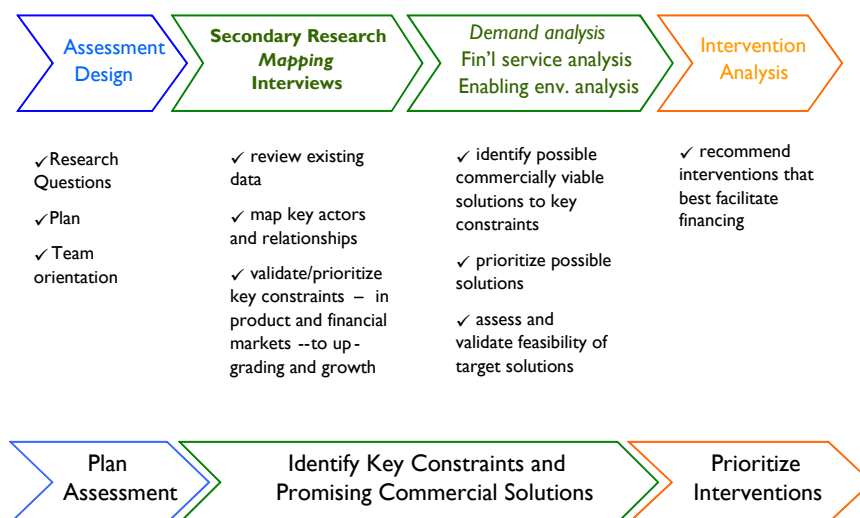 Assessment
Design
Secondary Research
Mapping
Interviews
Demand analysis
Fin'l service analysis
Enabling env. analysis
Intervention
Analysis
✓Research
Questions
✓Plan
✓Team
orientation
✓ review existing
data
✓ map key actors
and relationships
✓ validate/prioritize
key constraints – in
product and financial
markets --to up-
grading and growth
✓ identify possible
commercially viable
solutions to key
constraints
✓ prioritize possible
solutions
✓ assess and
validate feasibility of
target solutions
✓ recommend
interventions that
best facilitate
financing
Plan
Assessment
Identify Key Constraints and
Promising Commercial Solutions
Prioritize
Interventions